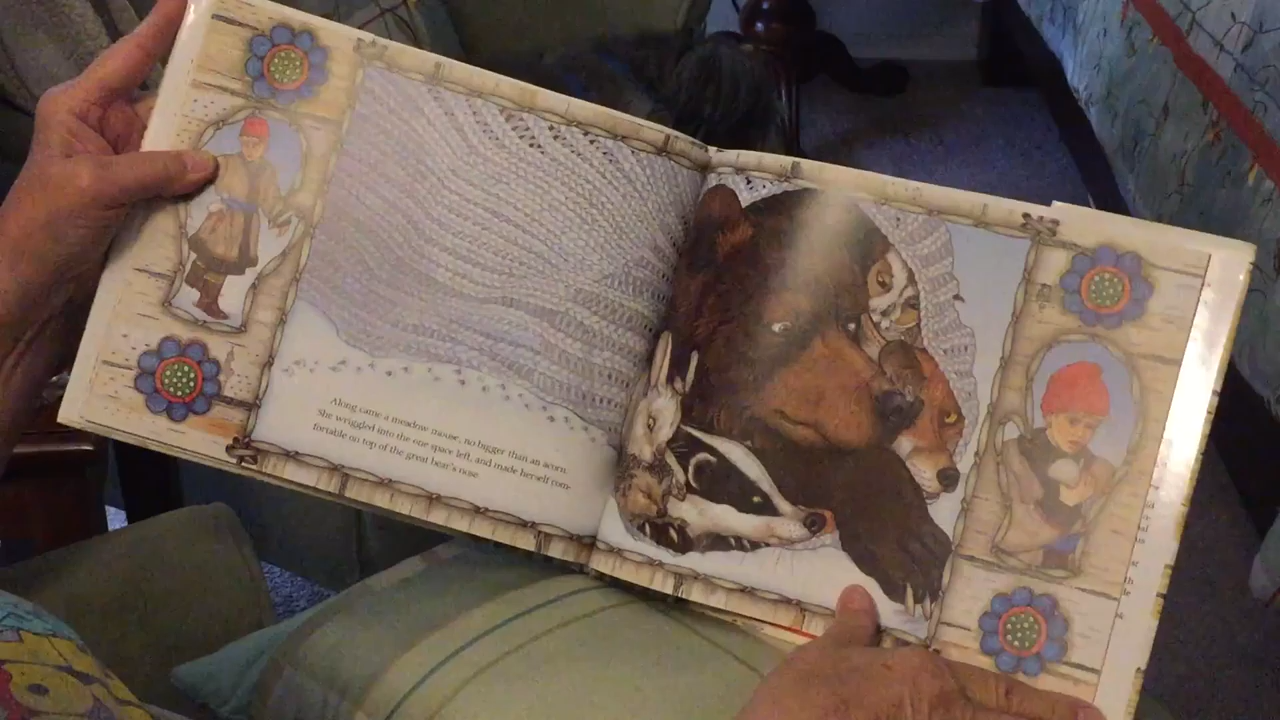 Along came a meadow mouse, no bigger than an acorn.
She wriggled into the one space left, and made herself com-
fortable on top of the great bear's nose.